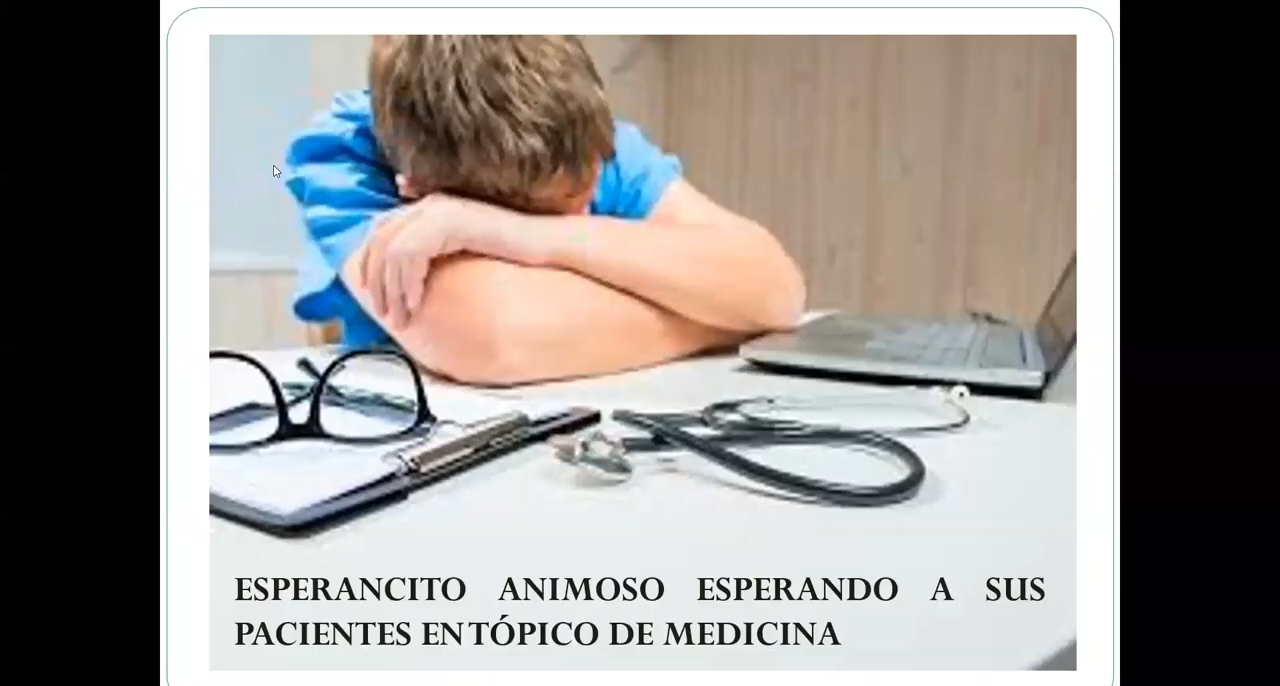 ESPERANCITO ANIMOSO ESPERANDO A SUS
PACIENTES EN TÓPICO DE MEDICINA